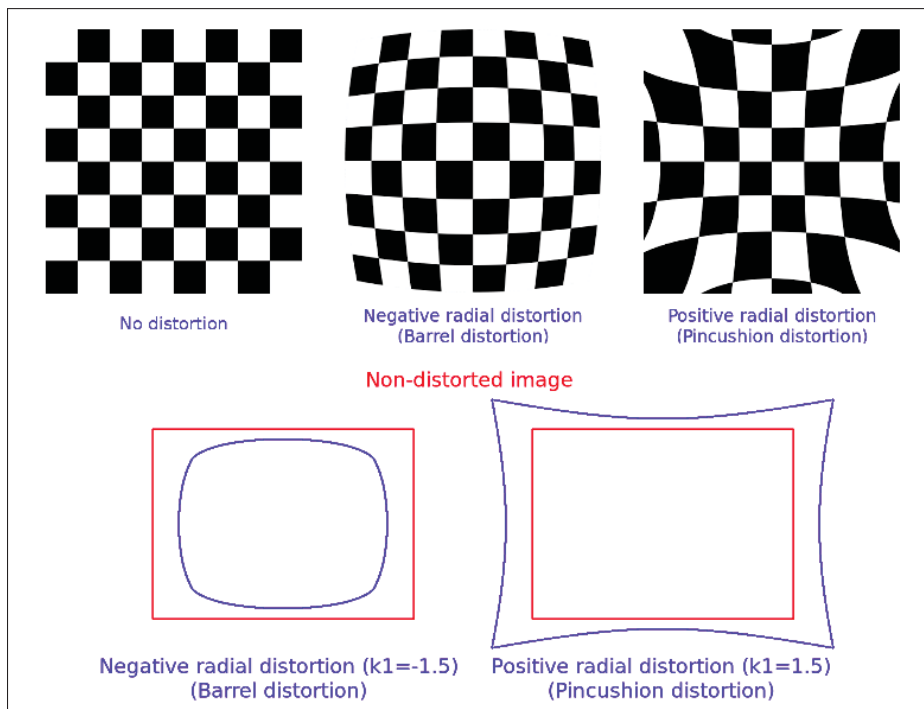 No distortion
Negative radial distortion
(Barrel distortion)
Positive radial distortion
(Pincushion distortion)
Non-distorted image
Negative radial distortion (k1=-1.5)
(Barrel distortion)
Positive radial distortion (k1=1.5)
(Pincushion distortion)